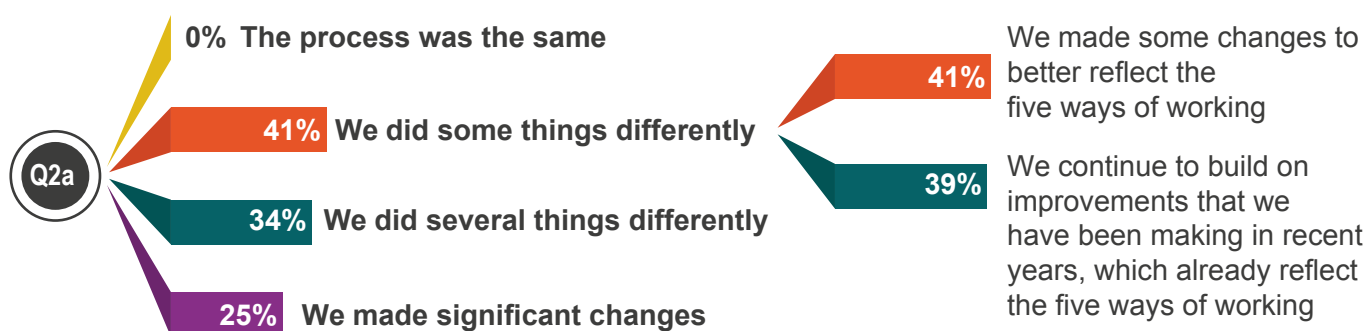 Q2a
0% The process was the same
41% We did some things differently
34% We did several things differently
25% We made significant changes
41%
We made some changes to
better reflect the
five ways of working
39%
We continue to build on
improvements that we
have been making in recent
years, which already reflect
the five ways of working